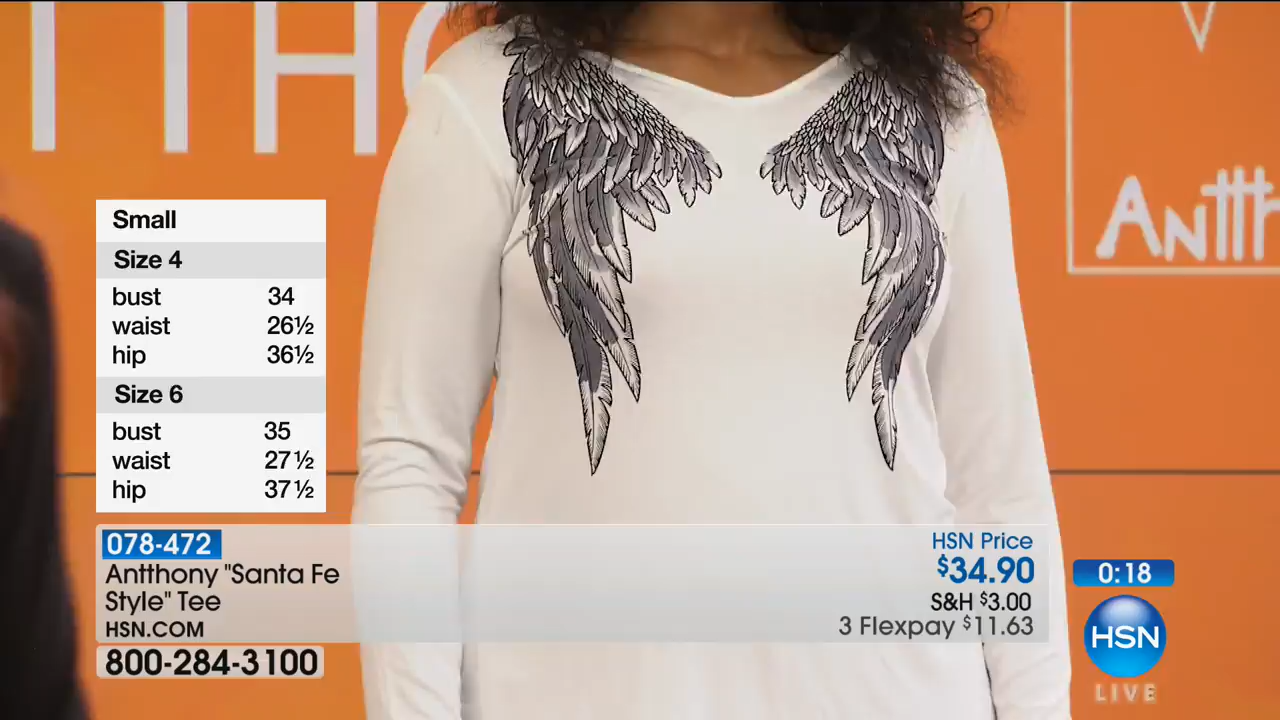 TTHO
Antth
Small
Size 4
bust 34
waist 26½
hip 36½
Size 6
bust 35
waist 27½
hip 37½
078-472
Antthony "Santa Fe
Style" Tee
HSN.COM
800-284-3100
HSN Price
$34.90
S&H $3.00
3 Flexpay $11.63
0:18
HSN
LIVE